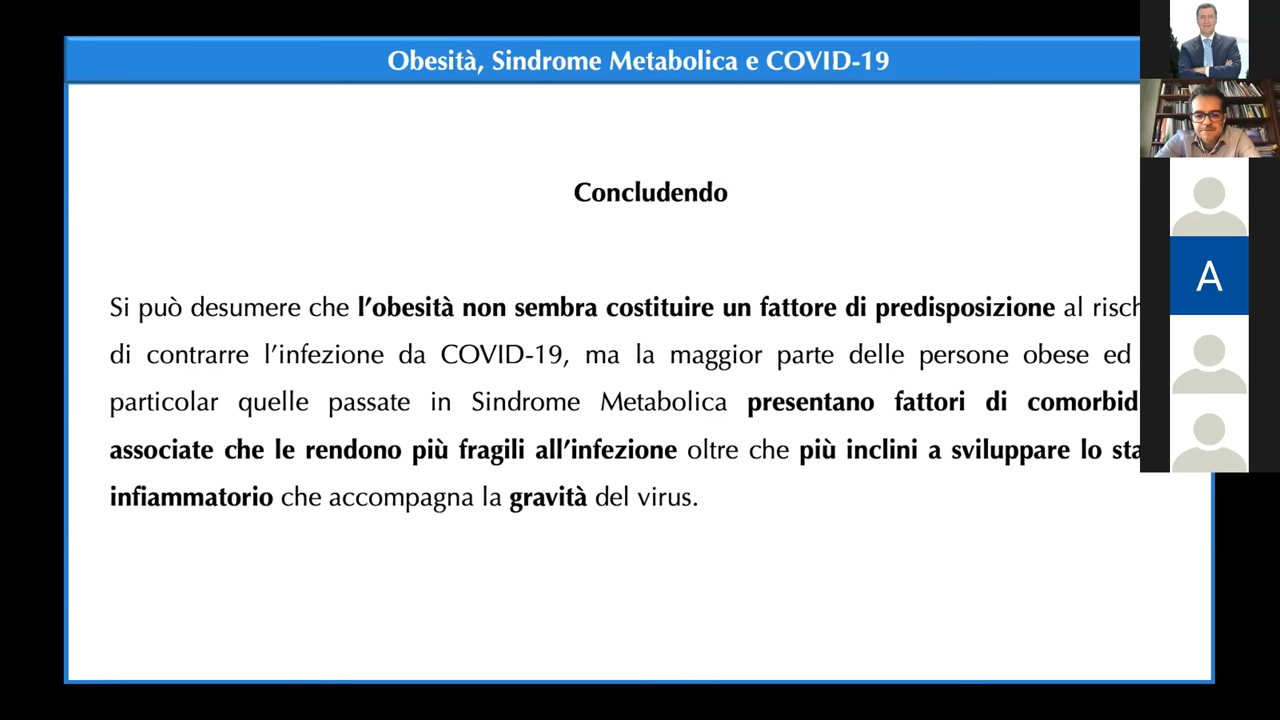 Obesità, Sindrome Metabolica e COVID-19
Concludendo
Si può desumere che l'obesità non sembra costituire un fattore di predisposizione al
di contrarre l'infezione da COVID-19, ma la maggior parte delle persone obese ed
particolar quelle passate in Sindrome Metabolica presentano fattori di
associate che le rendono più fragili all'infezione oltre che più inclini a sviluppare lo
infiammatorio che accompagna la gravità del virus.
A